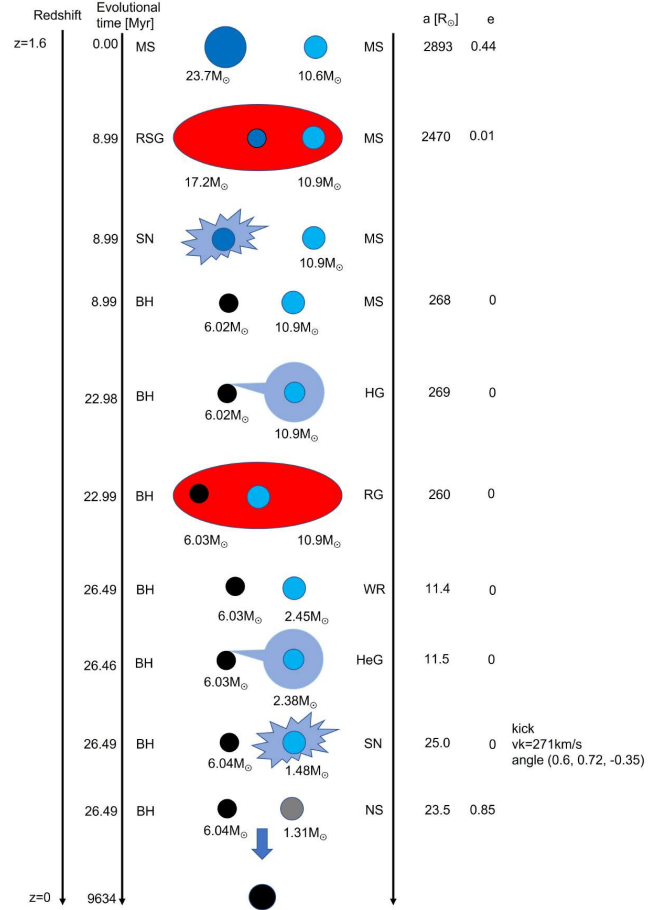 Redshift
Evolutional
time [Myr]
a [R☉]
e
z=1.6
0.00
MS
MS
2893
0.44
23.7M☉
10.6M☉
8.99
RSG
MS
2470
0.01
17.2M☉
10.9M☉
8.99
SN
MS
10.9M☉
8.99
BH
MS
268
0
6.02M☉
10.9M☉
22.98
BH
HG
269
0
6.02M☉
10.9M☉
22.99
BH
RG
260
0
6.03M☉
10.9M☉
26.49
BH
WR
11.4
0
6.03M☉
2.45M☉
26.46
BH
HeG
11.5
0
6.03M☉
2.38M☉
26.49
BH
SN
25.0
0
kick
vk=271km/s
angle (0.6, 0.72, -0.35)
6.04M☉
1.48M☉
26.49
BH
NS
23.5
0.85
6.04M☉
1.31M☉
z=0
9634